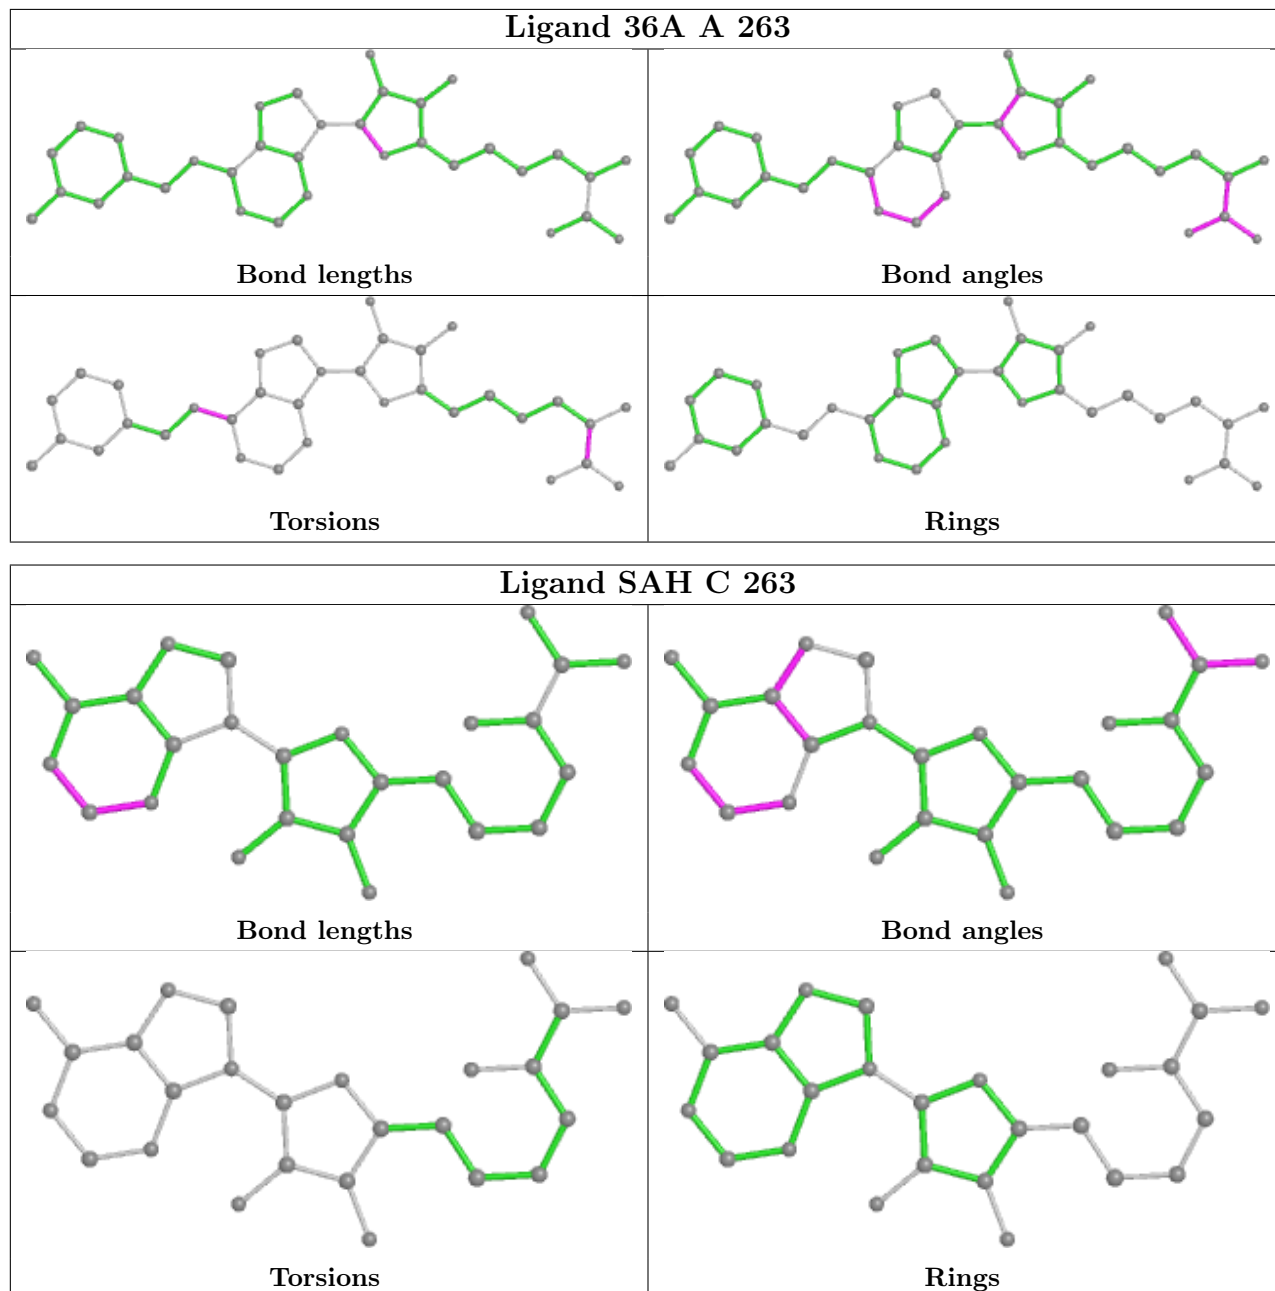 Ligand 36A A 263
Bond lengths
Bond angles
Torsions
Rings
Ligand SAH C 263
Bond lengths
Bond angles
Torsions
Rings